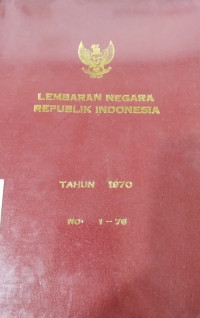 LEMBARAN NEGARA
REPUBLIK INDONESIA
TAHUN 1970
NO. 1 - 76